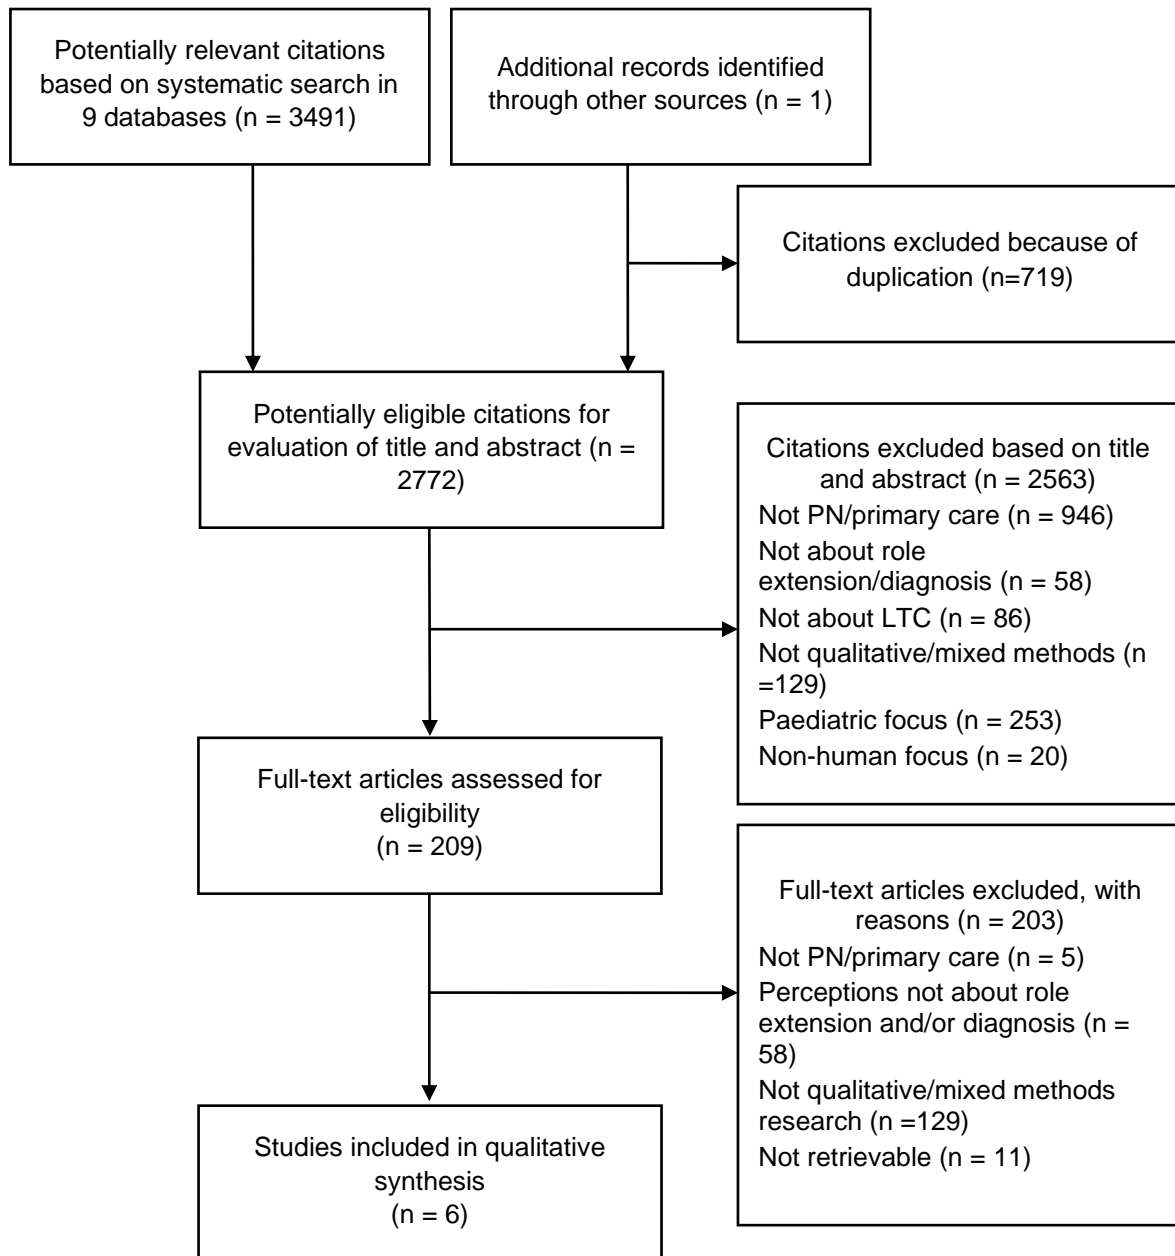 Potentially relevant citations
based on systematic search in
9 databases (n = 3491)
Additional records identified
through other sources (n = 1)
Citations excluded because of
duplication (n=719)
Potentially eligible citations for
evaluation of title and abstract (n =
2772)
Citations excluded based on title
and abstract (n = 2563)
Not PN/primary care (n = 946)
Not about role
extension/diagnosis (n = 58)
Not about LTC (n = 86)
Not qualitative/mixed methods (n
=129)
Paediatric focus (n = 253)
Non-human focus (n = 20)
Full-text articles assessed for
eligibility
(n = 209)
Full-text articles excluded, with
reasons (n = 203)
Not PN/primary care (n = 5)
Perceptions not about role
extension and/or diagnosis (n =
58)
Not qualitative/mixed methods
research (n =129)
Not retrievable (n = 11)
Studies included in qualitative
synthesis
(n = 6)